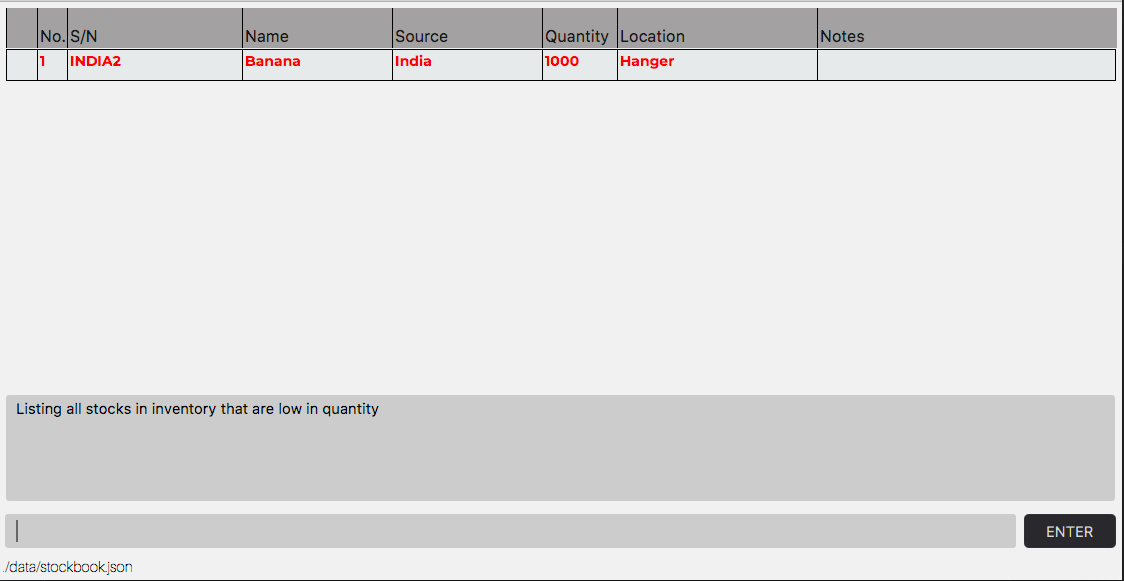 No. S/N Name Source Quantity Location Notes
1 INDIA2 Banana India 1000 Hanger
Listing all stocks in inventory that are low in quantity
ENTER
./data/stockbook.json